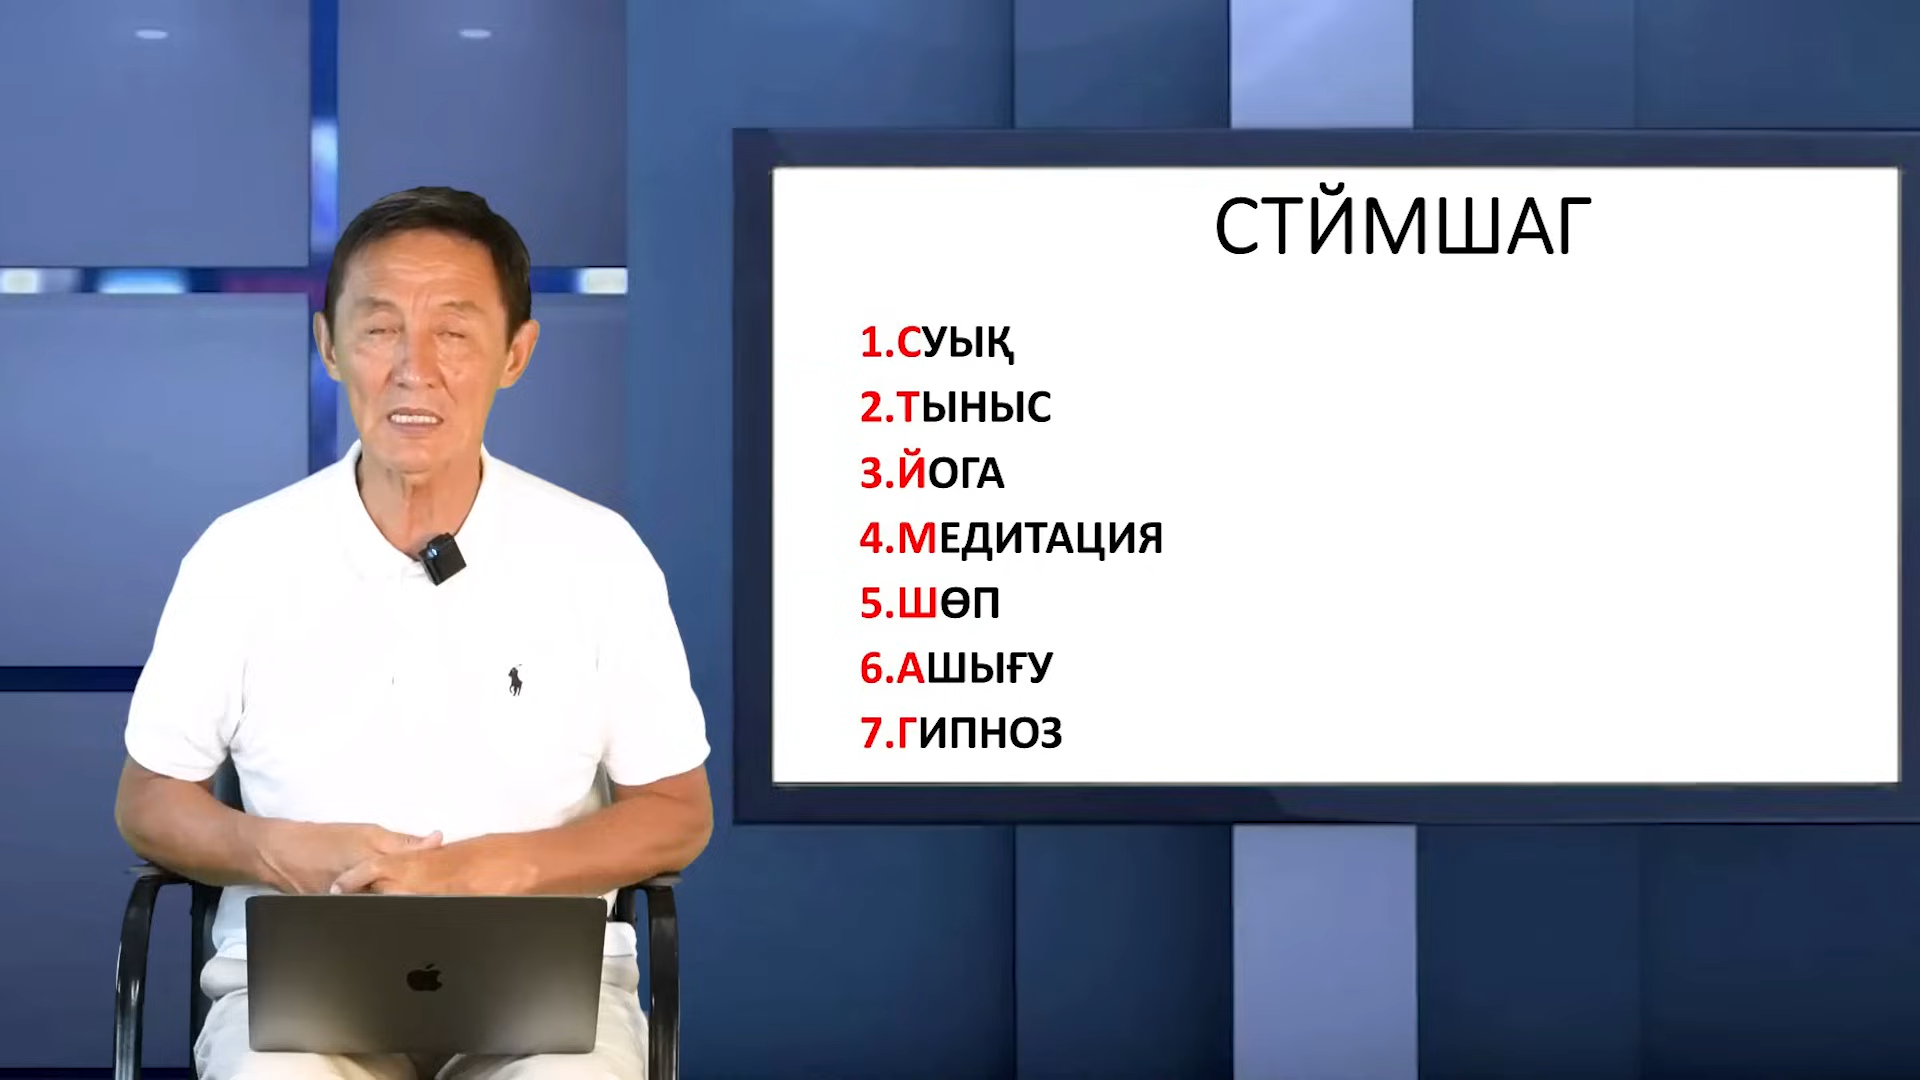 СТЙМШАГ
1.СУЫҚ
2.ТЫНЫС
3.ЙОГА
4.МЕДИТАЦИЯ
5.ШӨП
6.АШЫҒУ
7.ГИПНОЗ